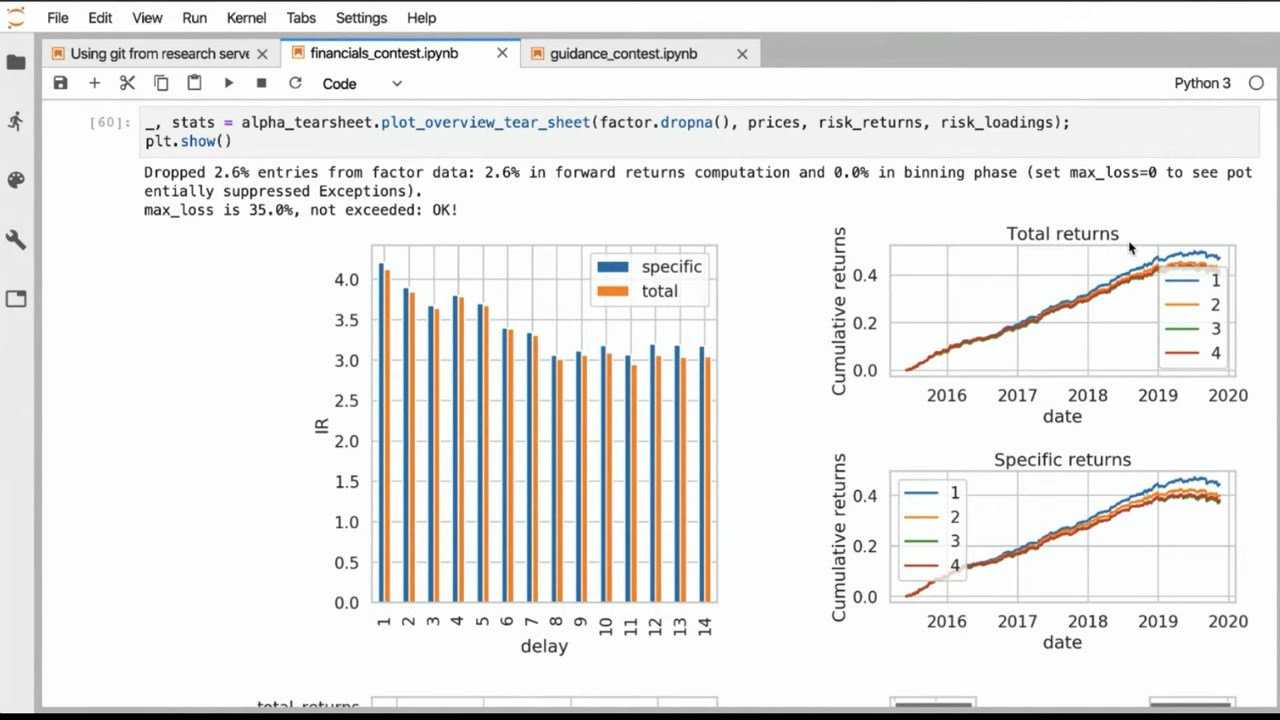 File Edit View Run Kernel Tabs Settings Help
Using git from research serve
financials_contest.ipynb
guidance_contest.ipynb
Code
Python 3
[60]: _, stats = alpha_tearsheet.plot_overview_tear_sheet(factor.dropna(), prices, risk_returns, risk_loadings);
plt.show()
Dropped 2.6% entries from factor data: 2.6% in forward returns computation and 0.0% in binning phase (set max_loss=0 to see pot
entially suppressed Exceptions).
max_loss is 35.0%, not exceeded: OK!
4.0
3.5
3.0
2.5
2.0
1.5
1.0
0.5
0.0
IR
specific
total
1 2 3 4 5 6 7 8 9 10 11 12 13 14
delay
Total returns
Cumulative returns
0.4
0.2
0.0
1
2
3
4
2016 2017 2018 2019 2020
date
Specific returns
Cumulative returns
0.4
0.2
0.0
1
2
3
4
2016 2017 2018 2019 2020
date
total_returns